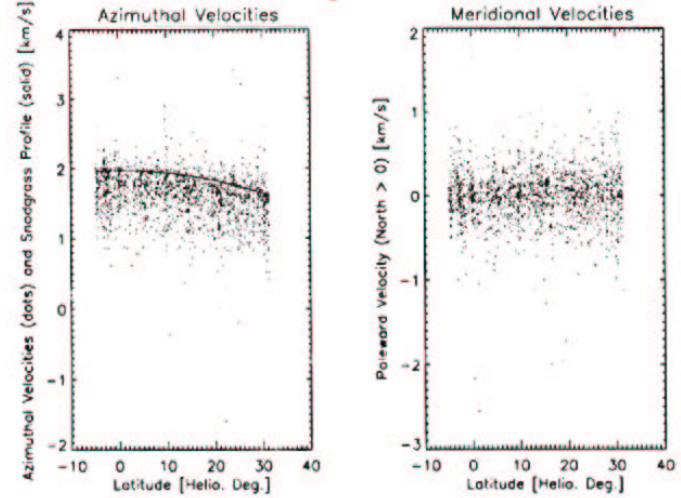 Azimuthal Velocities
Azimuthal Velocities (dots) and Snodgrass Profile (solid) [km/s]
4
3
2
1
0
−1
−2
−10 0 10 20 30 40
Latitude [Helio. Deg.]
Meridional Velocities
Poleward Velocity (North > 0) [km/s]
2
1
0
−1
−2
−3
−10 0 10 20 30 40
Latitude [Helio. Deg.]